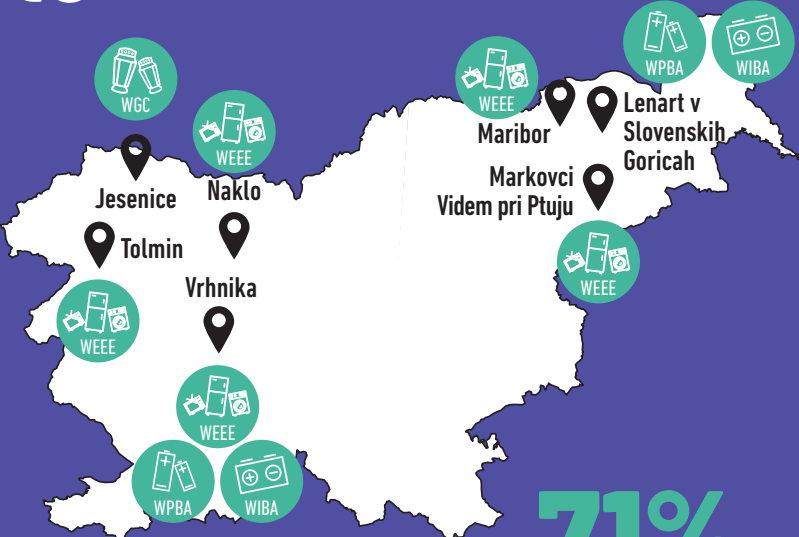 WPBA
WIBA
WGC
WEEE
WEEE
Lenart v
Slovenskih
Goricah
Maribor
Markovci
Videm pri Ptuju
Jesenice
Naklo
Tolmin
WEEE
Vrhnika
WEEE
WEEE
WPBA
WIBA
71%